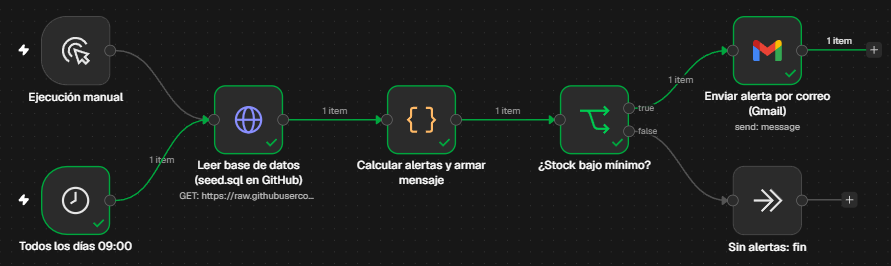 Ejecución manual
1 item
Todos los días 09:00
Leer base de datos
(seed.sql en GitHub)
GET: https://raw.githubuserco...
1 item
{ }
Calcular alertas y armar
mensaje
1 item
true
false
¿Stock bajo mínimo?
1 item
Enviar alerta por correo
(Gmail)
send: message
1 item
+
Sin alertas: fin
+